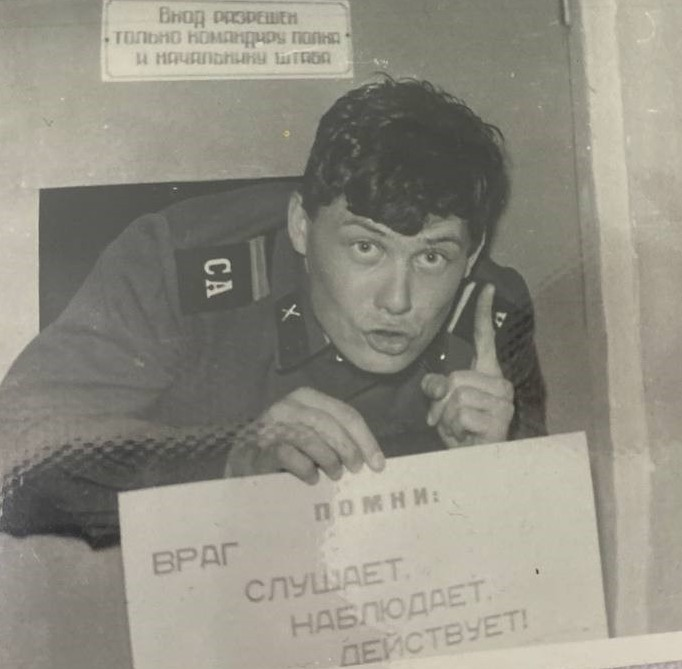 Вход разрешен
только командиру полка
и начальнику штаба
СА
ПОМНИ:
ВРАГ
СЛУШАЕТ,
НАБЛЮДАЕТ,
ДЕЙСТВУЕТ!